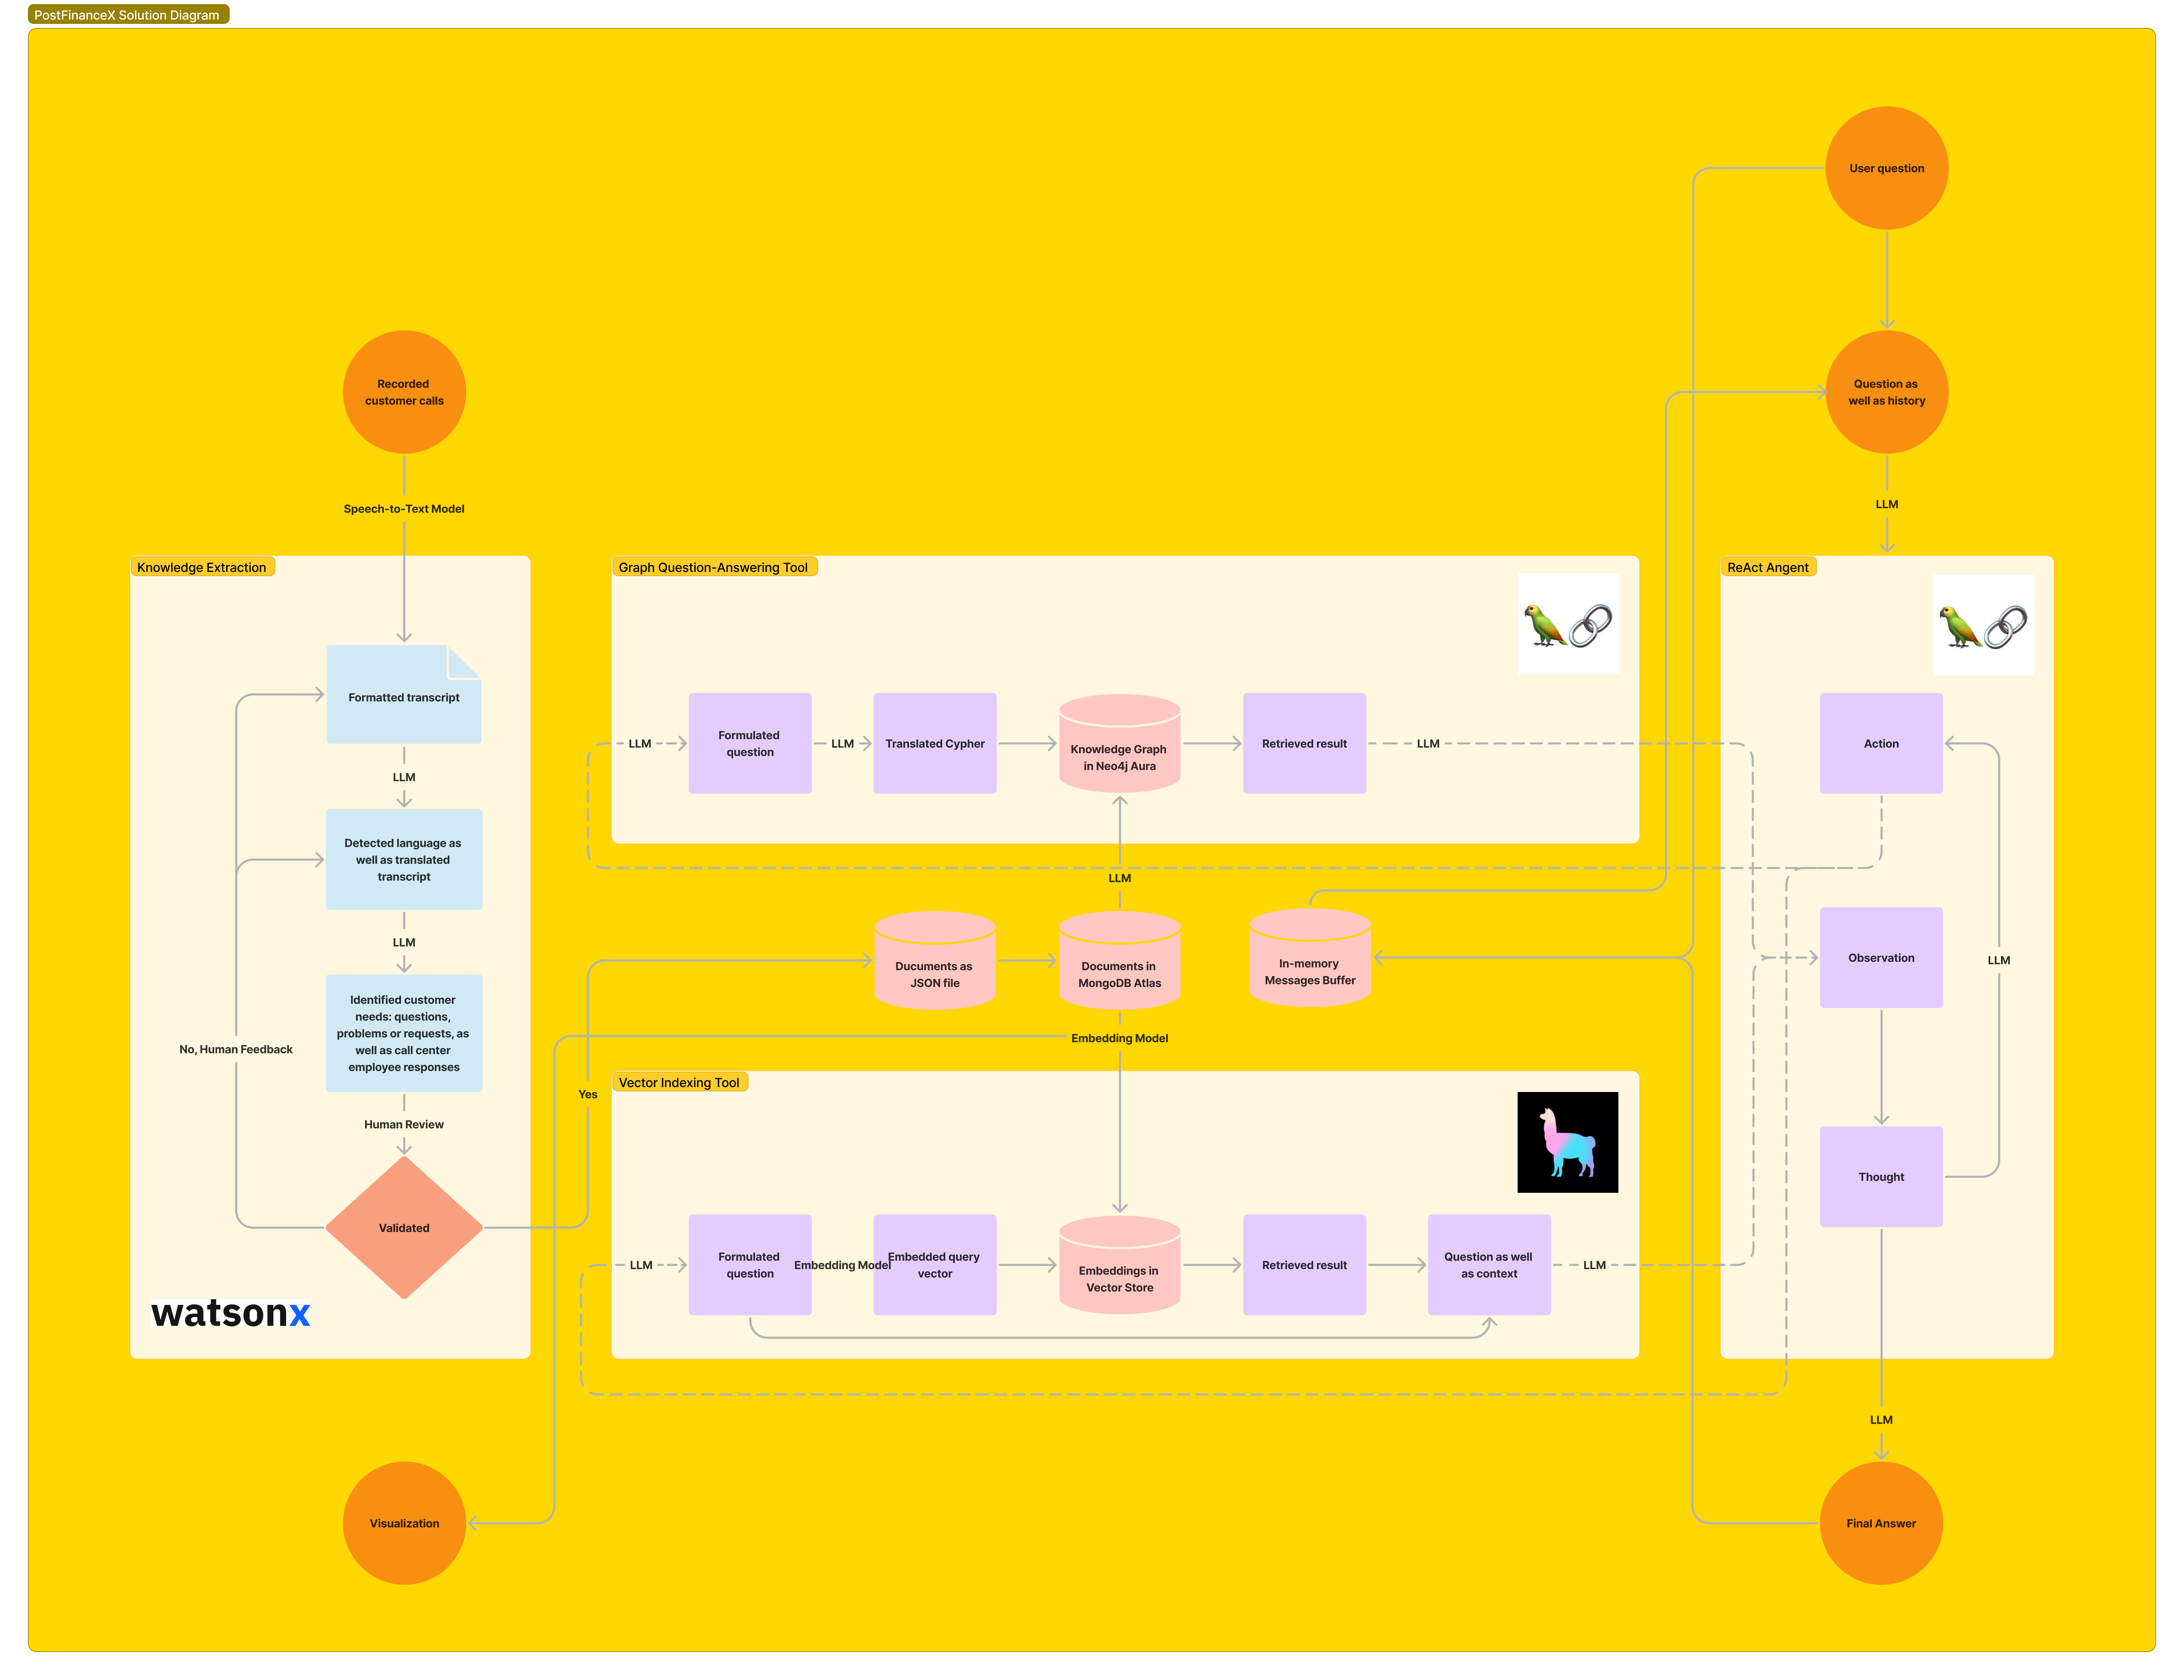 PostFinanceX Solution Diagram
User question
Recorded
customer calls
Question as
well as history
Speech-to-Text Model
LLM
Knowledge Extraction
Formatted transcript
LLM
Detected language as
well as translated
transcript
LLM
Identified customer
needs: questions,
problems or requests, as
well as call center
employee responses
No, Human Feedback
Human Review
Validated
Yes
watsonx
Graph Question-Answering Tool
LLM
Formulated
question
LLM
Translated Cypher
Knowledge Graph
in Neo4j Aura
Retrieved result
LLM
LLM
Ducuments as
JSON file
Documents in
MongoDB Atlas
In-memory
Messages Buffer
Embedding Model
Vector Indexing Tool
LLM
Formulated
question
Embedding Model
Embedded query
vector
Embeddings in
Vector Store
Retrieved result
Question as well
as context
LLM
ReAct Angent
Action
Observation
LLM
Thought
LLM
Visualization
Final Answer